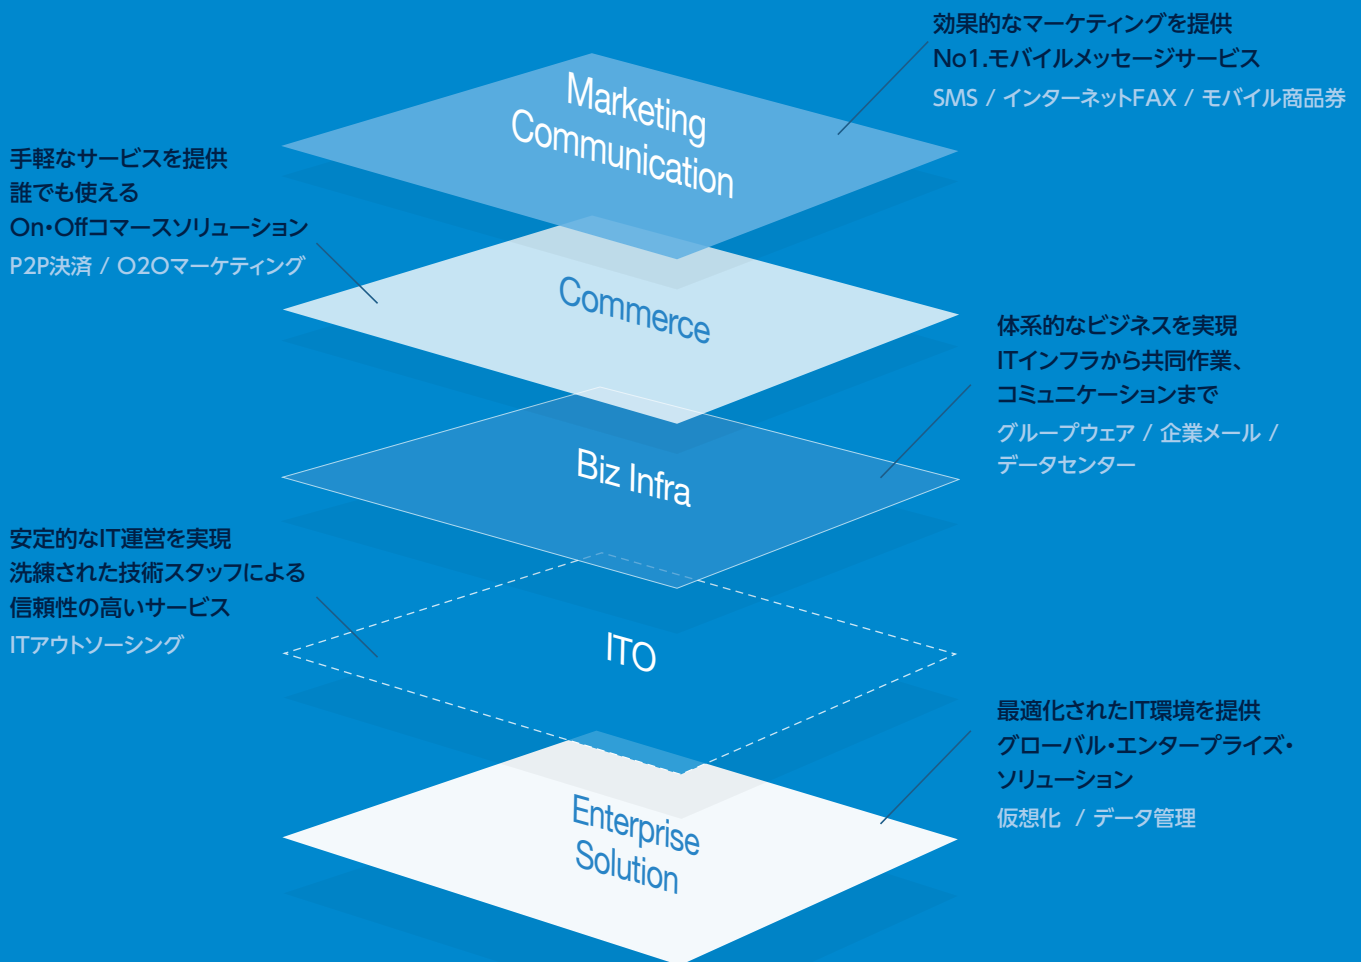 効果的なマーケティングを提供
No1.モバイルメッセージサービス
SMS / インターネットFAX / モバイル商品券
Marketing
Communication
手軽なサービスを提供
誰でも使える
On・Offコマースソリューション
P2P決済 / O2Oマーケティング
Commerce
体系的なビジネスを実現
ITインフラから共同作業、
コミュニケーションまで
グループウェア / 企業メール /
データセンター
Biz Infra
安定的なIT運営を実現
洗練された技術スタッフによる
信頼性の高いサービス
ITアウトソーシング
ITO
最適化されたIT環境を提供
グローバル・エンタープライズ・
ソリューション
仮想化 / データ管理
Enterprise
Solution